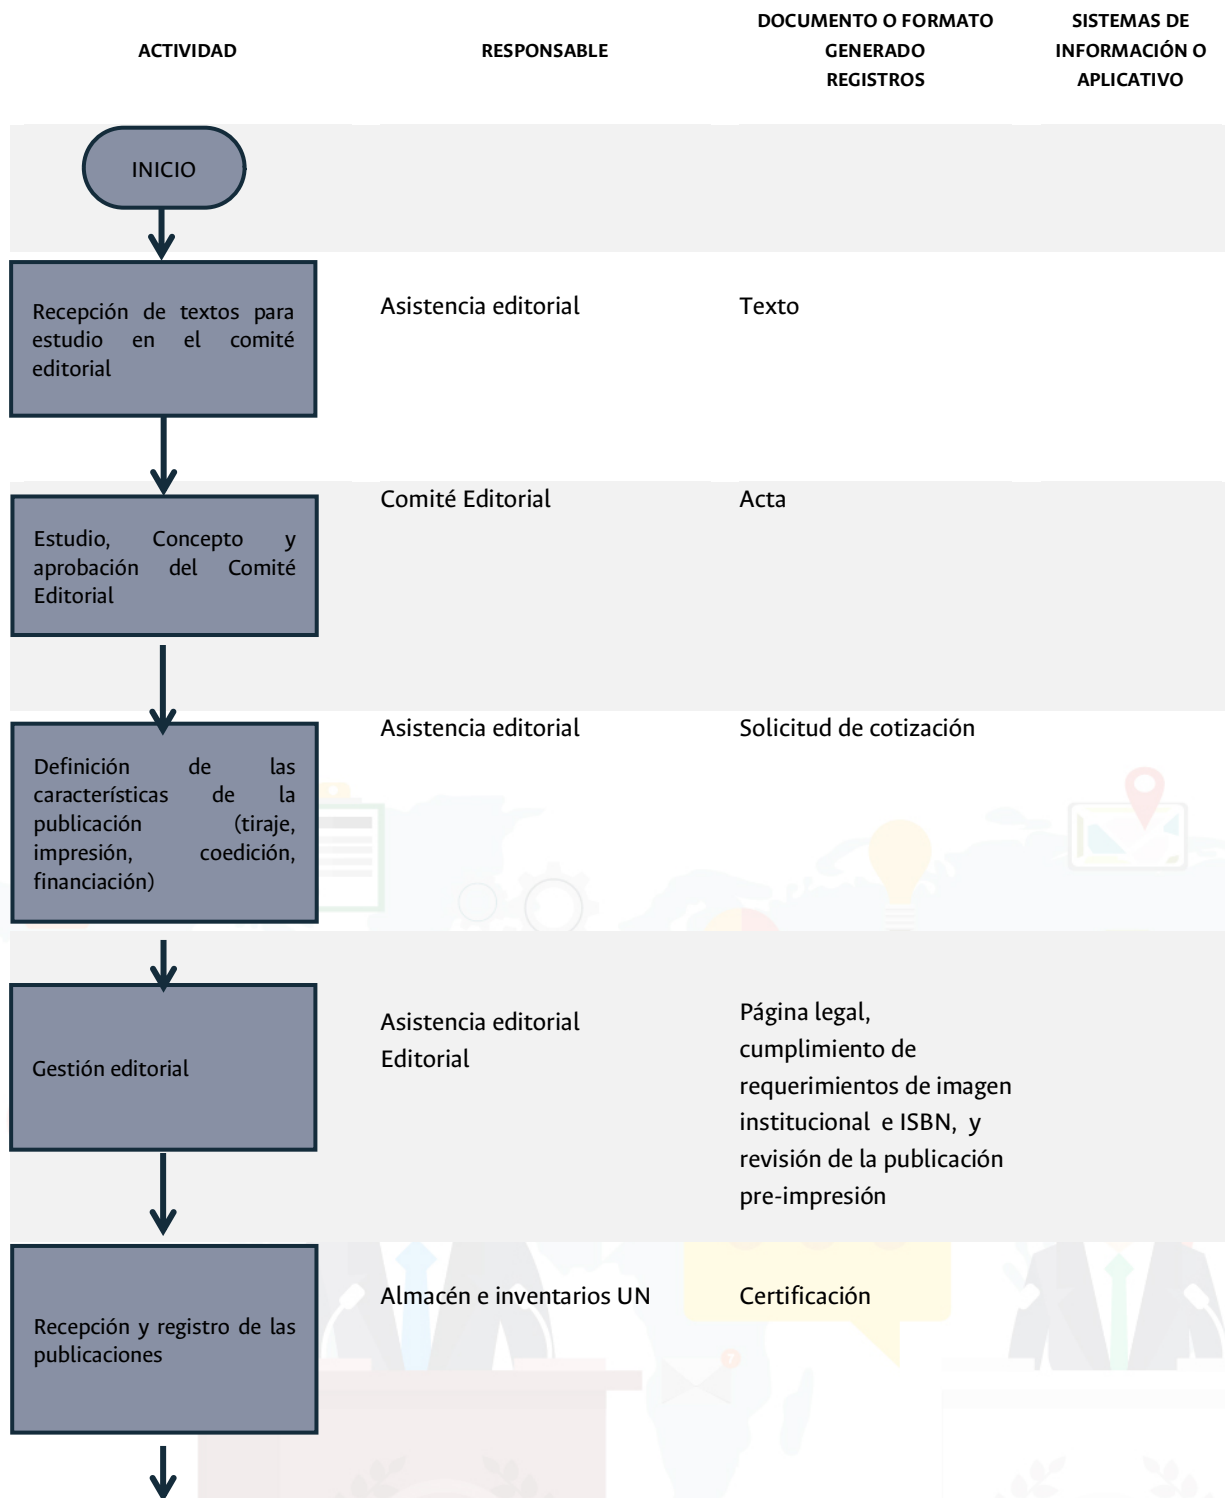 ACTIVIDAD
RESPONSABLE
DOCUMENTO O FORMATO
GENERADO
REGISTROS
SISTEMAS DE
INFORMACIÓN O
APLICATIVO
INICIO
Recepción de textos para
estudio en el comité
editorial
Asistencia editorial
Texto
Estudio, Concepto y
aprobación del Comité
Editorial
Comité Editorial
Acta
Definición de las
características de la
publicación (tiraje,
impresión, coedición,
financiación)
Asistencia editorial
Solicitud de cotización
Gestión editorial
Asistencia editorial
Editorial
Página legal,
cumplimiento de
requerimientos de imagen
institucional e ISBN, y
revisión de la publicación
pre-impresión
Recepción y registro de las
publicaciones
Almacén e inventarios UN
Certificación
7